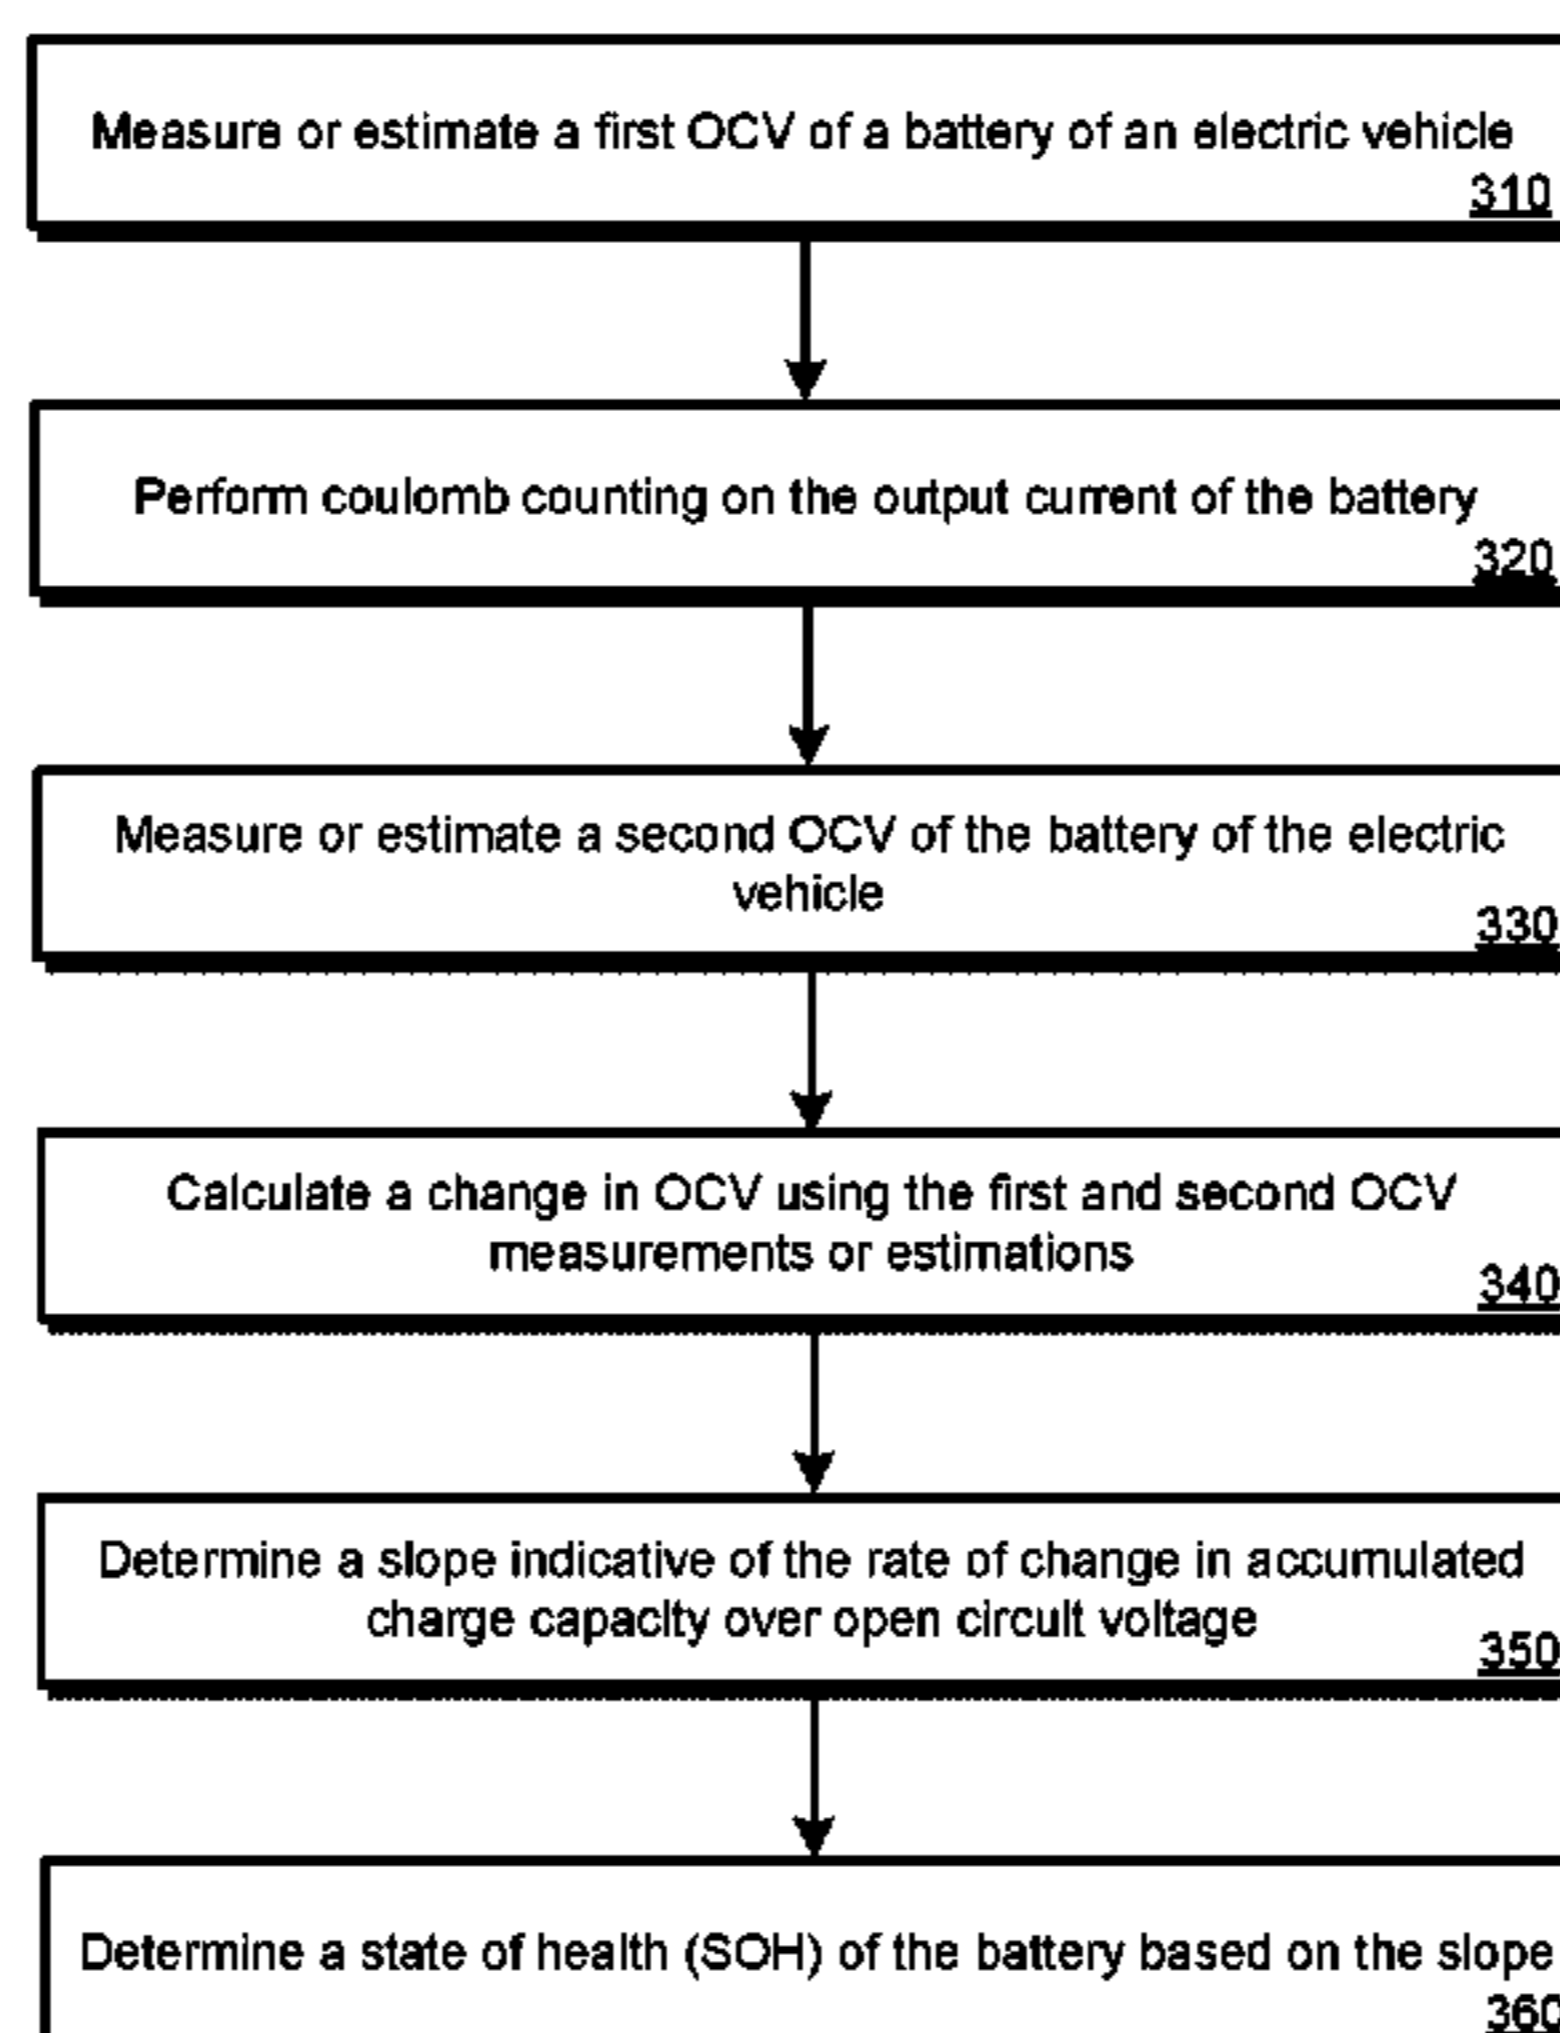 Measure or estimate a first OCV of a battery of an electric vehicle
310
Perform coulomb counting on the output current of the battery
320
Measure or estimate a second OCV of the battery of the electric
vehicle
330
Calculate a change in OCV using the first and second OCV
measurements or estimations
340
Determine a slope indicative of the rate of change in accumulated
charge capacity over open circuit voltage
350
Determine a state of health (SOH) of the battery based on the slope
360